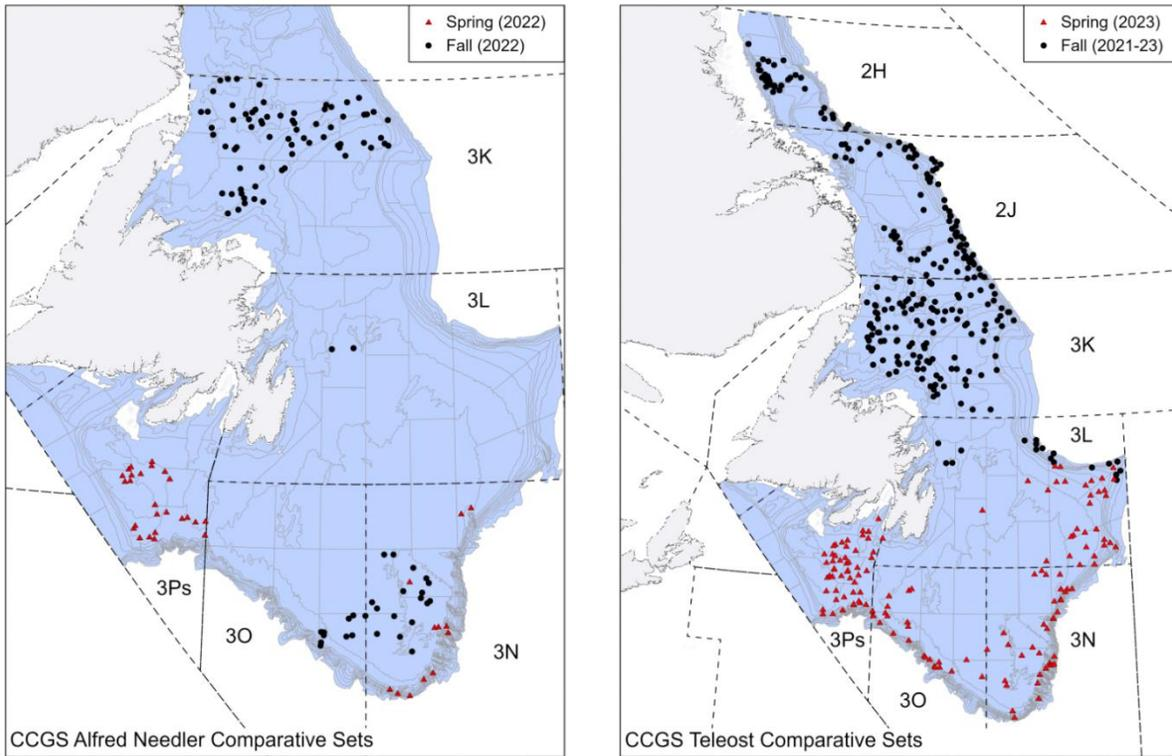 Spring (2022)
Fall (2022)
3K
3L
3Ps
3O
3N
CCGS Alfred Needler Comparative Sets
Spring (2023)
Fall (2021-23)
2H
2J
3K
3L
3Ps
3N
3O
CCGS Teleost Comparative Sets